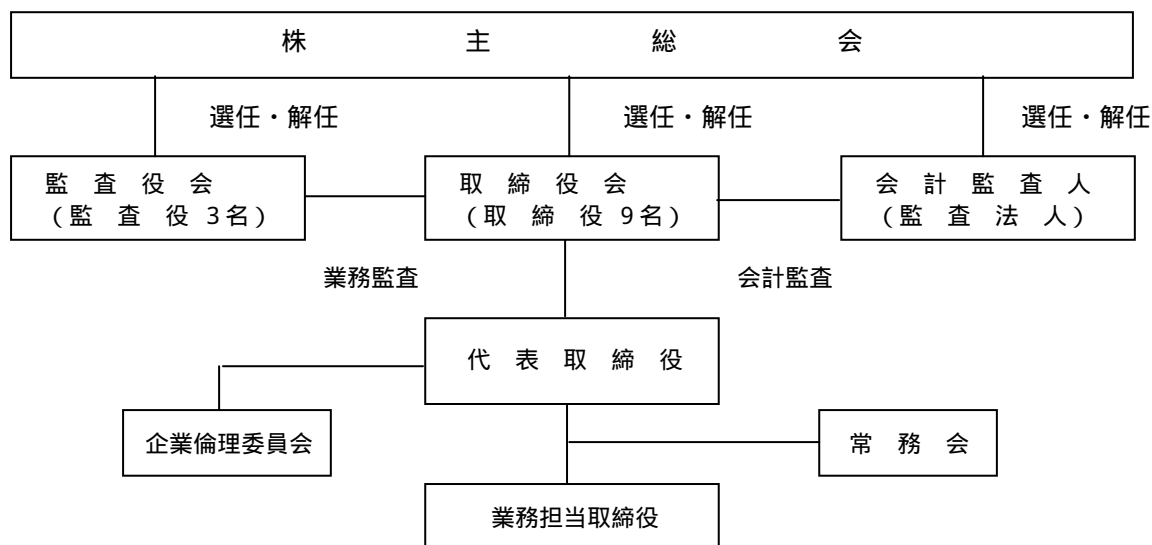 株 主 総 会
選任・解任 選任・解任 選任・解任
監 査 役 会
(監 査 役 3名)
取 締 役 会
(取 締 役 9名)
会 計 監 査 人
(監 査 法 人)
業務監査 会計監査
代 表 取 締 役
企業倫理委員会
常 務 会
業務担当取締役